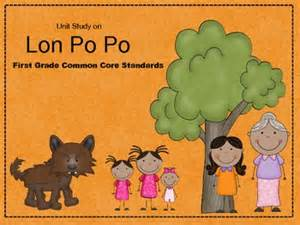 Unit Study on
Lon Po Po
First Grade Common Core Standards